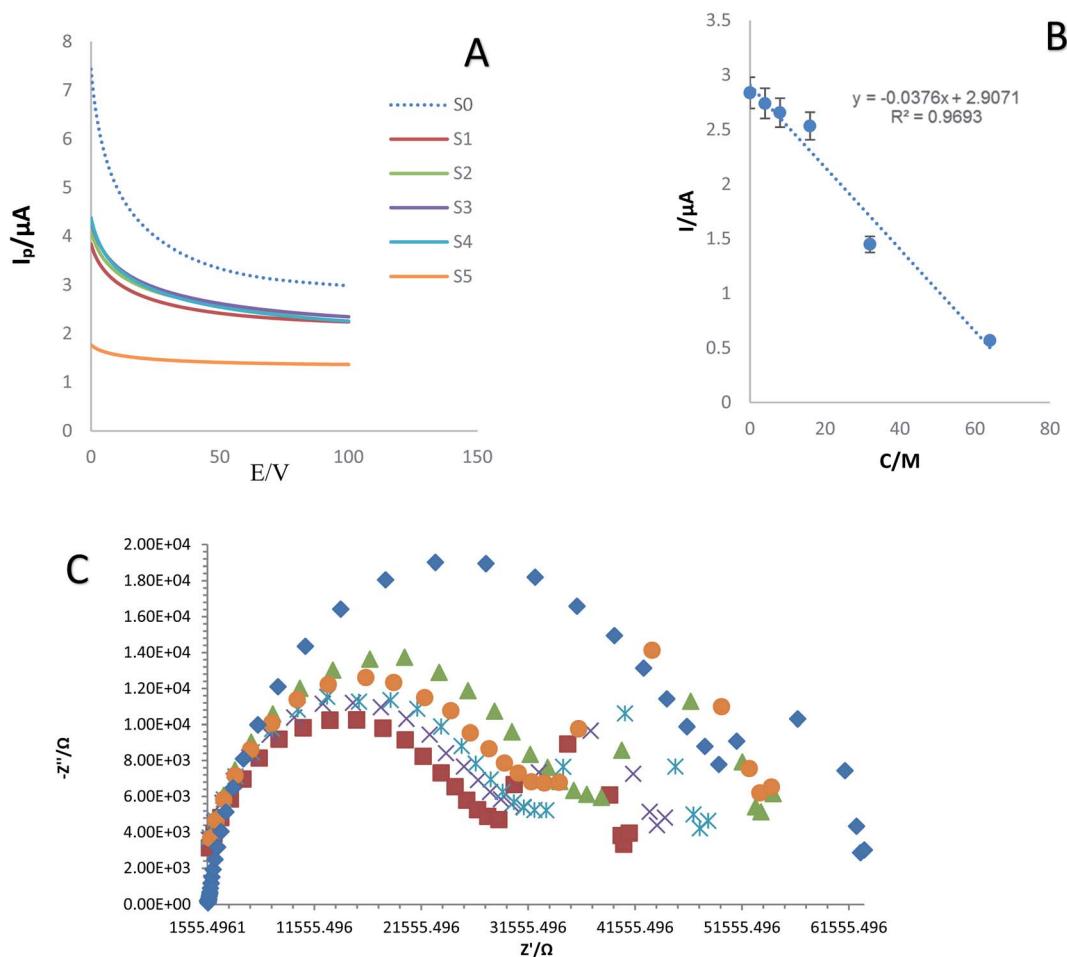 A
8
7
6
5
4
3
2
1
0
Ip/µA
0 50 100 150
E/V
S0
S1
S2
S3
S4
S5
B
3.5
3
2.5
2
1.5
1
0.5
0
I/µA
y = -0.0376x + 2.9071
R² = 0.9693
0 20 40 60 80
C/M
C
2.00E+04
1.80E+04
1.60E+04
1.40E+04
1.20E+04
1.00E+04
8.00E+03
6.00E+03
4.00E+03
2.00E+03
0.00E+00
-Z''/Ω
1555.4961 11555.496 21555.496 31555.496 41555.496 51555.496 61555.496
Z'/Ω